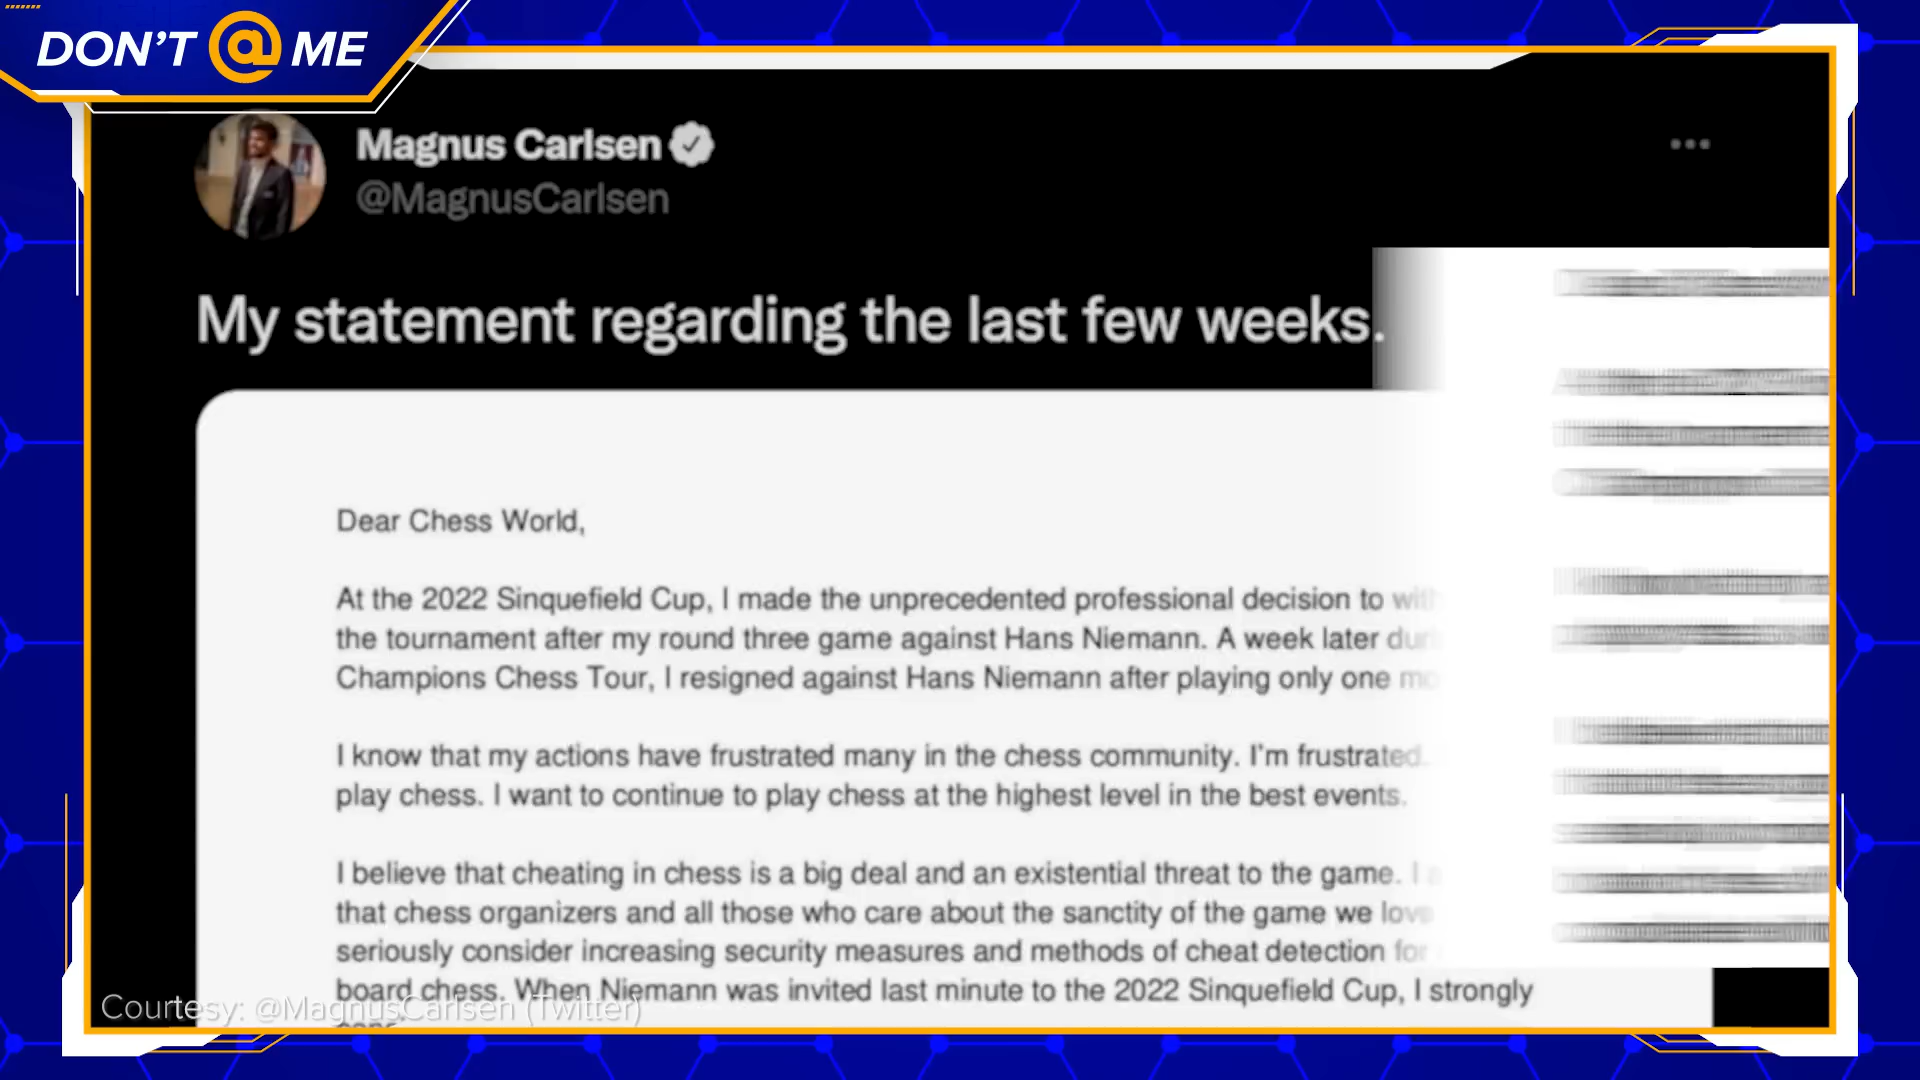 DON'T @ ME
Magnus Carlsen
@MagnusCarlsen
My statement regarding the last few weeks.
Dear Chess World,
At the 2022 Sinquefield Cup, I made the unprecedented professional decision to
the tournament after my round three game against Hans Niemann. A week later
Champions Chess Tour, I resigned against Hans Niemann after playing only one
I know that my actions have frustrated many in the chess community. I'm frustrated.
play chess. I want to continue to play chess at the highest level in the best events.
I believe that cheating in chess is a big deal and an existential threat to the game. I
that chess organizers and all those who care about the sanctity of the game we love
seriously consider increasing security measures and methods of cheat detection for
board chess. When Niemann was invited last minute to the 2022 Sinquefield Cup, I strongly
Courtesy: @MagnusCarlsen (Twitter)